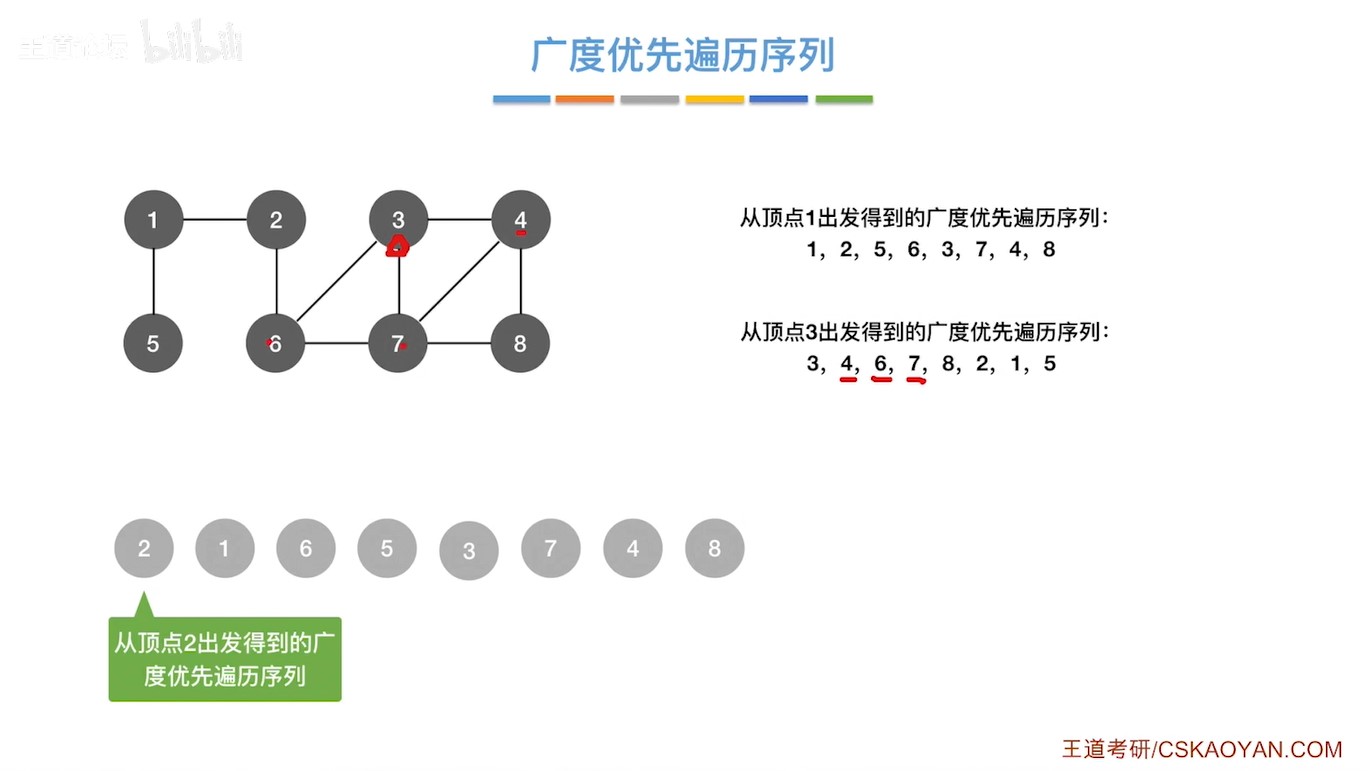 王道论坛 bilibili
广度优先遍历序列
1 2 3 4
5 6 7 8
从顶点1出发得到的广度优先遍历序列：
1，2，5，6，3，7，4，8
从顶点3出发得到的广度优先遍历序列：
3，4，6，7，8，2，1，5
2 1 6 5 3 7 4 8
从顶点2出发得到的广
度优先遍历序列
王道考研/CSKAOYAN.COM